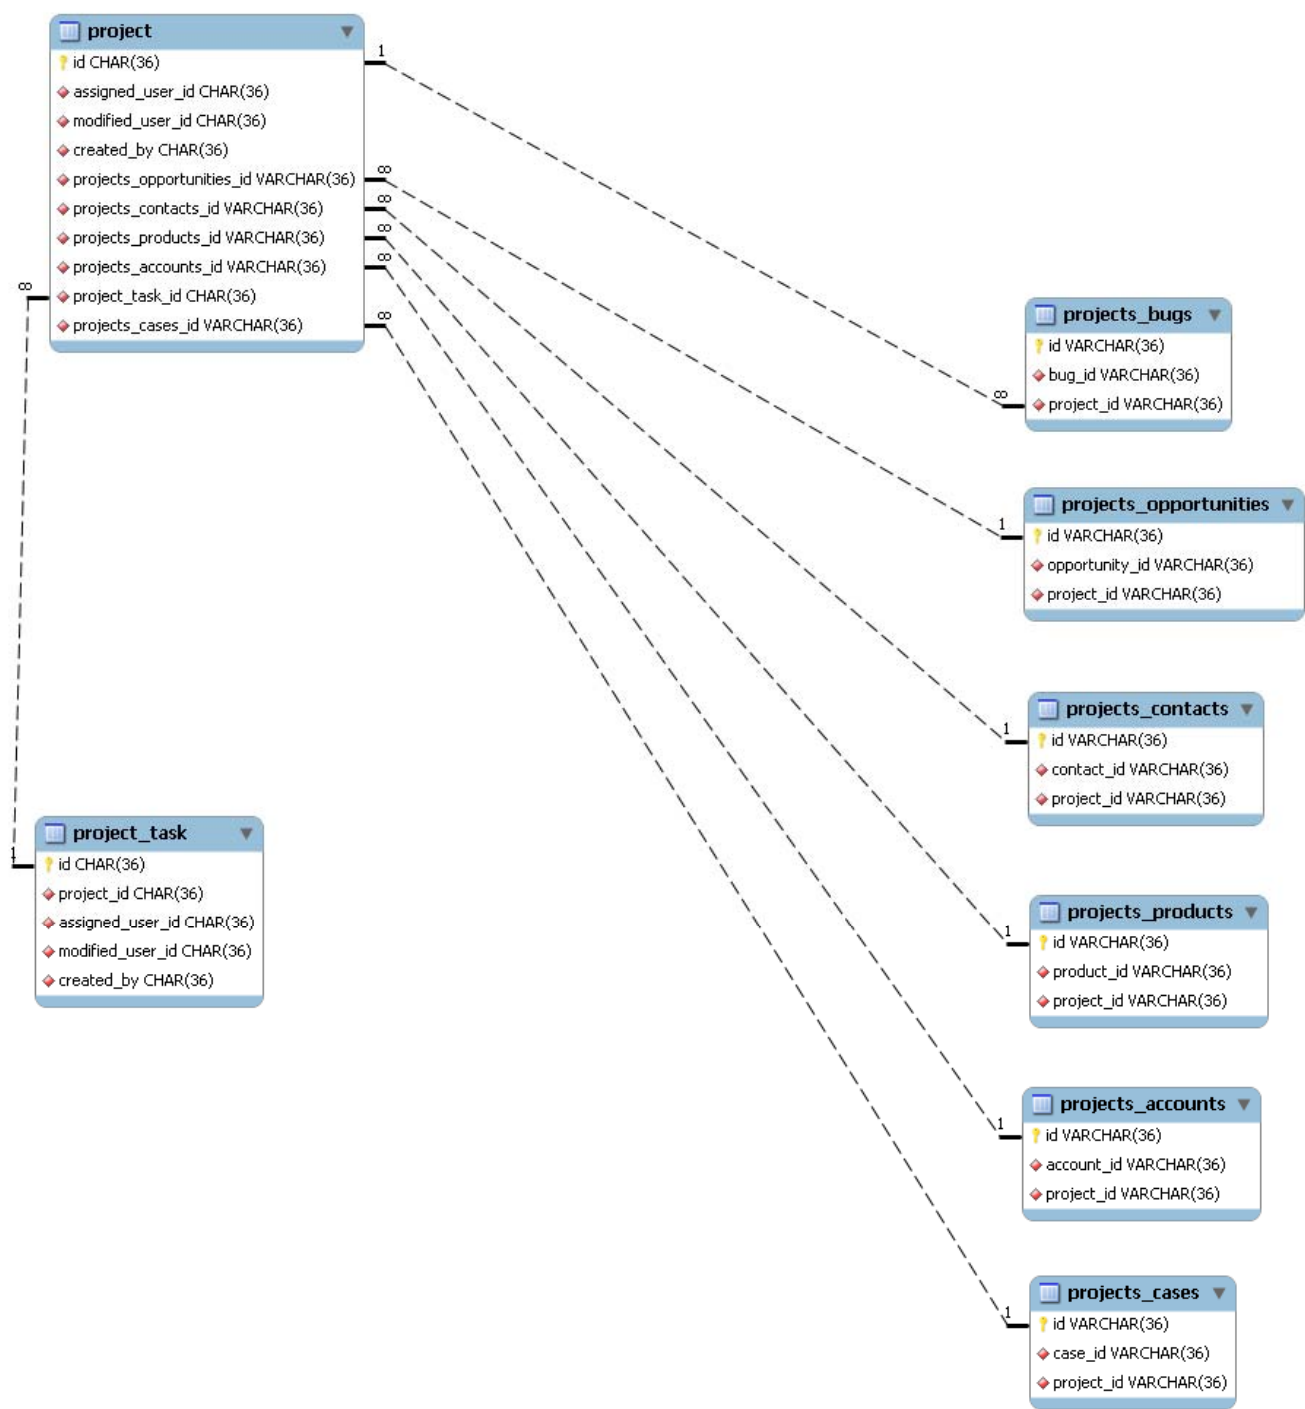 project
id CHAR(36)
assigned_user_id CHAR(36)
modified_user_id CHAR(36)
created_by CHAR(36)
projects_opportunities_id VARCHAR(36)
projects_contacts_id VARCHAR(36)
projects_products_id VARCHAR(36)
projects_accounts_id VARCHAR(36)
project_task_id CHAR(36)
projects_cases_id VARCHAR(36)
1
∞
∞
∞
∞
∞
∞
projects_bugs
id VARCHAR(36)
bug_id VARCHAR(36)
project_id VARCHAR(36)
∞
projects_opportunities
id VARCHAR(36)
opportunity_id VARCHAR(36)
project_id VARCHAR(36)
1
projects_contacts
id VARCHAR(36)
contact_id VARCHAR(36)
project_id VARCHAR(36)
1
project_task
id CHAR(36)
project_id CHAR(36)
assigned_user_id CHAR(36)
modified_user_id CHAR(36)
created_by CHAR(36)
1
projects_products
id VARCHAR(36)
product_id VARCHAR(36)
project_id VARCHAR(36)
1
projects_accounts
id VARCHAR(36)
account_id VARCHAR(36)
project_id VARCHAR(36)
1
projects_cases
id VARCHAR(36)
case_id VARCHAR(36)
project_id VARCHAR(36)
1